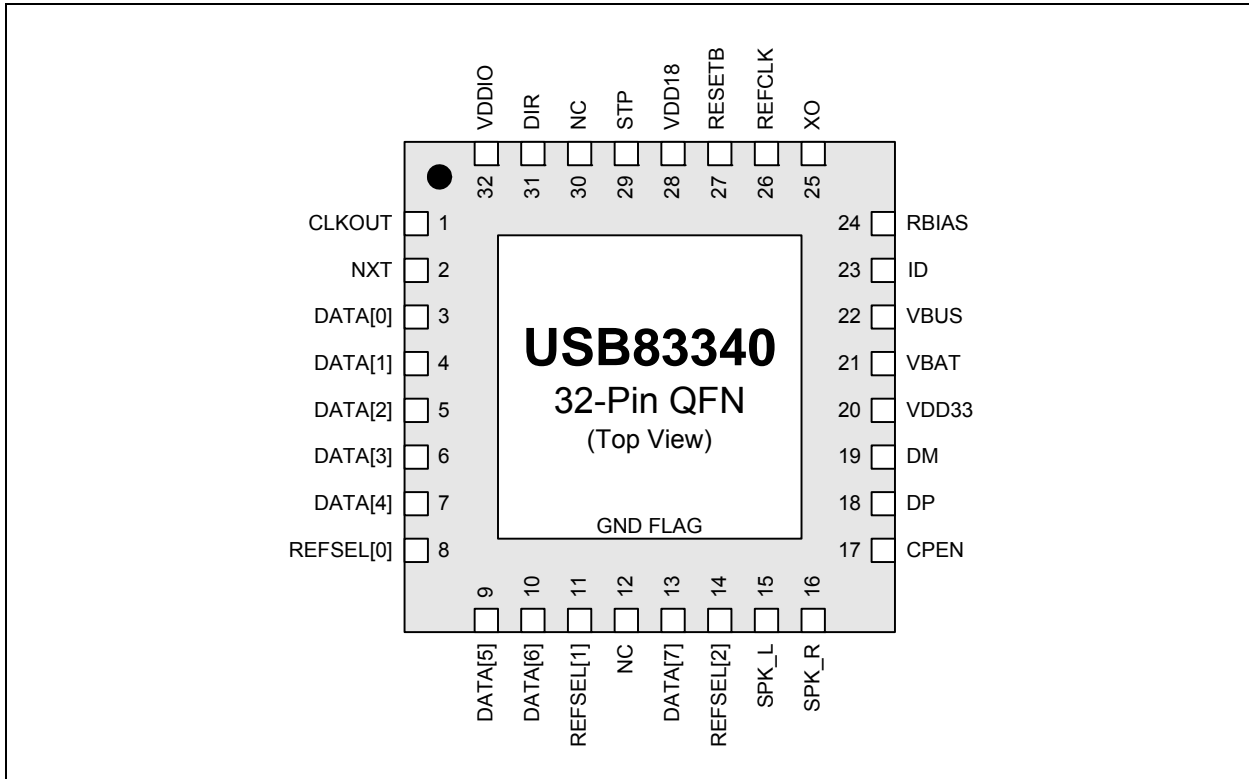 VDDIO
DIR
NC
STP
VDD18
RESETB
REFCLK
XO
32
31
30
29
28
27
26
25
CLKOUT 1
NXT 2
DATA[0] 3
DATA[1] 4
DATA[2] 5
DATA[3] 6
DATA[4] 7
REFSEL[0] 8
USB83340
32-Pin QFN
(Top View)
GND FLAG
24 RBIAS
23 ID
22 VBUS
21 VBAT
20 VDD33
19 DM
18 DP
17 CPEN
9
10
11
12
13
14
15
16
DATA[5]
DATA[6]
REFSEL[1]
NC
DATA[7]
REFSEL[2]
SPK_L
SPK_R